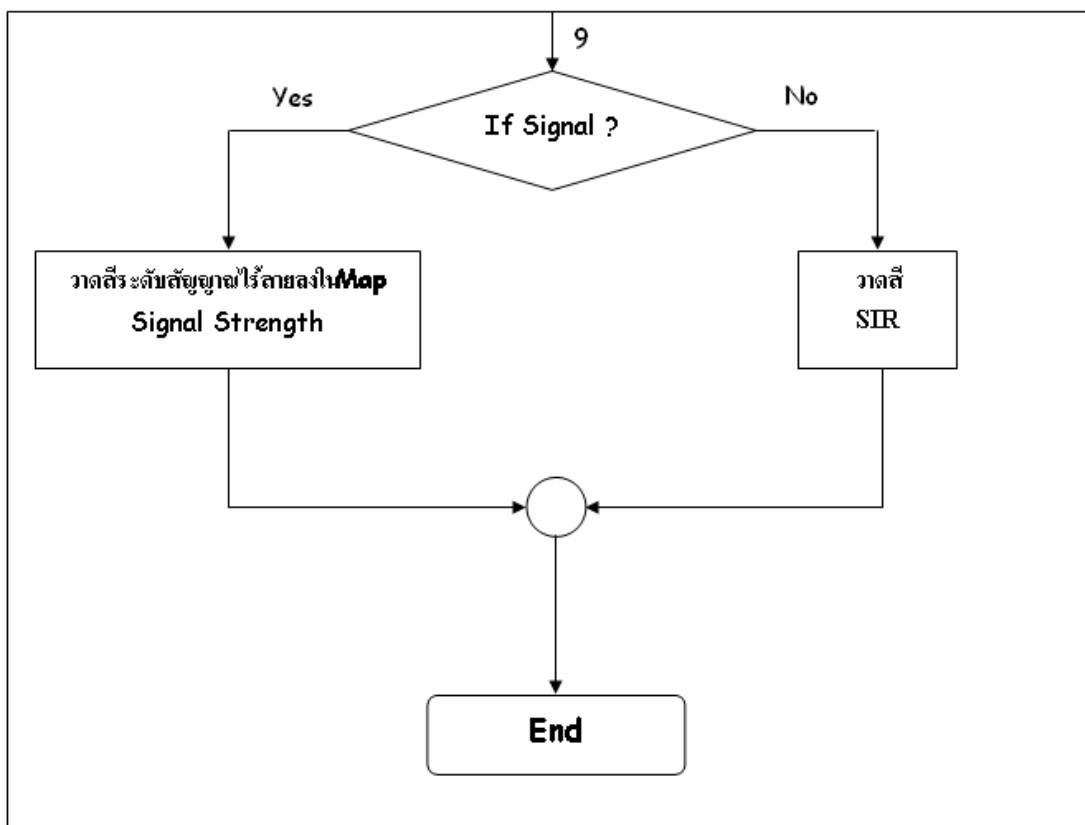 9
Yes
No
If Signal ?
วาดสีระดับสัญญาณไร้สายลงในMap
Signal Strength
วาดสี
SIR
End